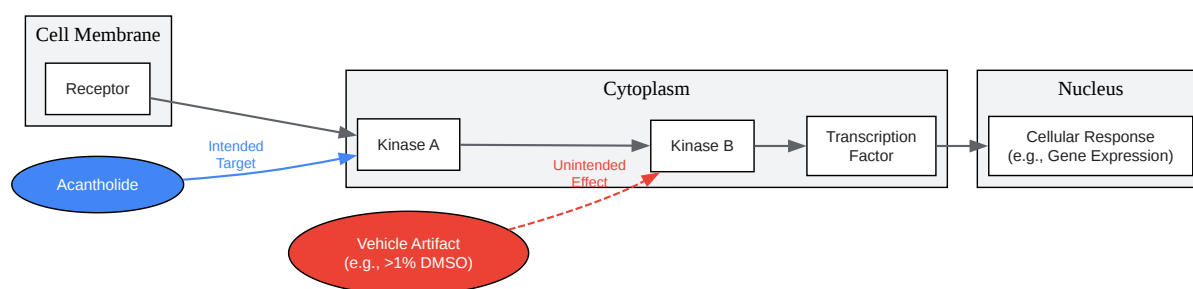 Cell Membrane
Receptor
Acantholide
Intended
Target
Cytoplasm
Kinase A
Kinase B
Unintended
Effect
Vehicle Artifact
(e.g., >1% DMSO)
Transcription
Factor
Nucleus
Cellular Response
(e.g., Gene Expression)